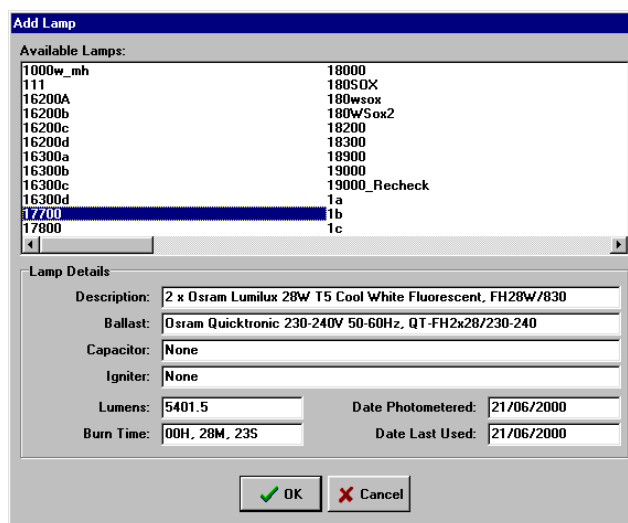 Add Lamp
Available Lamps:
1000w_mh
111
16200A
16200b
16200c
16200d
16300a
16300b
16300c
16300d
17700
17800
18000
180SOX
180wsox
180WSox2
18200
18300
18900
19000
19000_Recheck
1a
1b
1c
Lamp Details
Description: 2 x Osram Lumilux 28W T5 Cool White Fluorescent, FH28W/830
Ballast: Osram Quicktronic 230-240V 50-60Hz, QT-FH2x28/230-240
Capacitor: None
Igniter: None
Lumens: 5401.5 Date Photometered: 21/06/2000
Burn Time: 00H, 28M, 23S Date Last Used: 21/06/2000
OK Cancel